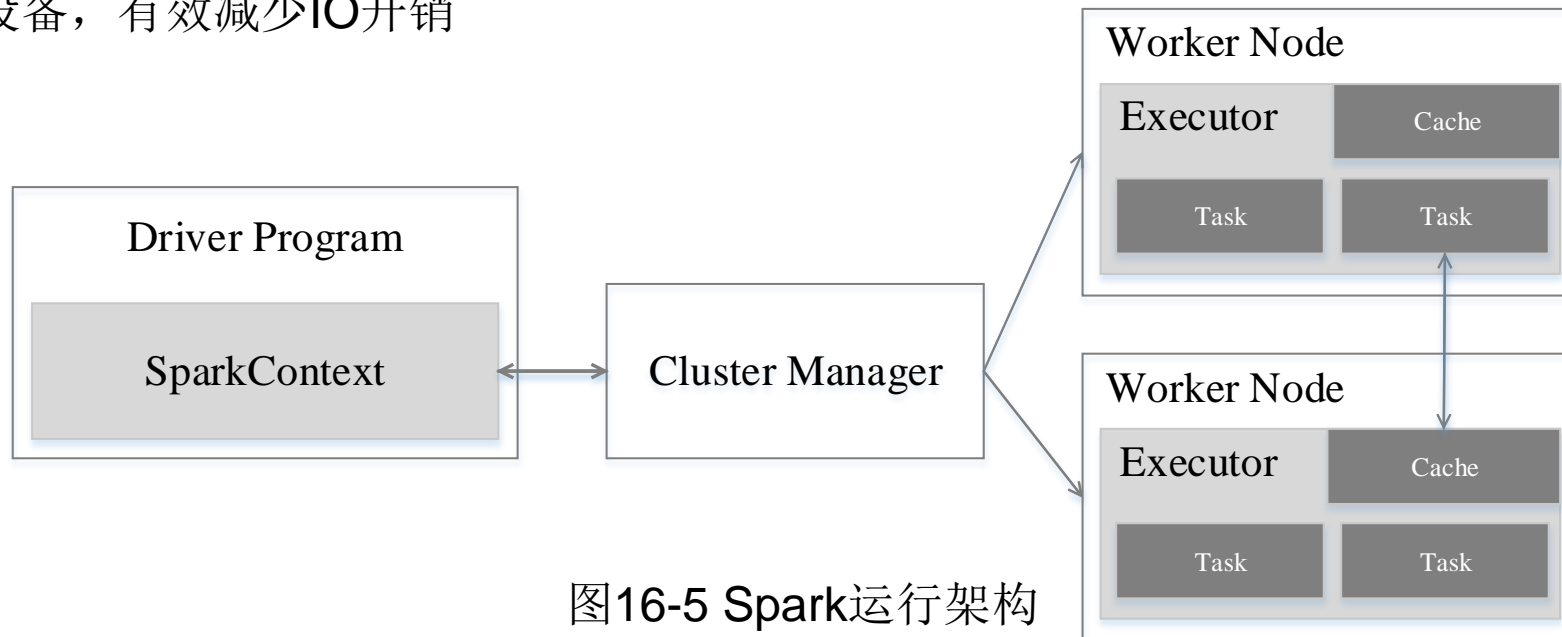 设备，有效减少IO开销
Worker Node
Executor
Cache
Task
Task
Driver Program
SparkContext
Cluster Manager
Worker Node
Executor
Cache
Task
Task
图16-5 Spark运行架构